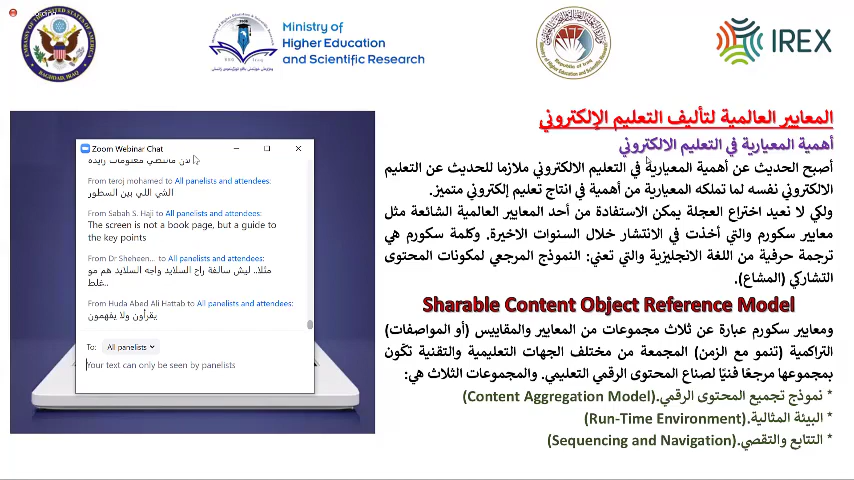 Ministry of
Higher Education
and Scientific Research
IREX
المعايير العالمية لتأليف التعليم الإلكتروني
أهمية المعيارية في التعليم الالكتروني
أصبح الحديث عن أهمية المعيارية في التعليم الالكتروني ملازما للحديث عن التعليم
الالكتروني نفسه لما تملكه المعيارية من أهمية في انتاج تعليم إلكتروني متميز.
ولكي لا نعيد اختراع العجلة يمكن الاستفادة من أحد المعايير العالمية الشائعة مثل
معايير سكورم والتي أخذت في الانتشار خلال السنوات الاخيرة. وكلمة سكورم هي
ترجمة حرفية من اللغة الانجليزية والتي تعني: النموذج المرجعي لمكونات المحتوى
التشاركي (المشاع).
Sharable Content Object Reference Model
ومعايير سكورم عبارة عن ثلاث مجموعات من المعايير والمقاييس (أو المواصفات)
التراكمية (تنمو مع الزمن) المجمعة من مختلف الجهات التعليمية والتقنية تكّون
بمجموعها مرجعًا فنيًا لصناع المحتوى الرقمي التعليمي. والمجموعات الثلاث هي:
* نموذج تجميع المحتوى الرقمي.(Content Aggregation Model)
* البيئة المثالية.(Run-Time Environment)
* التتابع والتقصي.(Sequencing and Navigation)
Zoom Webinar Chat
معلومات زايدة
From teroj mohamed to All panelists and attendees:
الشي اللي بين السطور
From Sabah S. Haji to All panelists and attendees:
The screen is not a book page, but a guide to
the key points
From Dr Sheheen... to All panelists and attendees:
مثلا.. ليش سالفة راح السلايد واجه السلايد هم مو
غلط..
From Huda Abed Ali Hattab to All panelists and attendees:
يقرأون ولا يفهمون
To: All panelists
Your text can only be seen by panelists